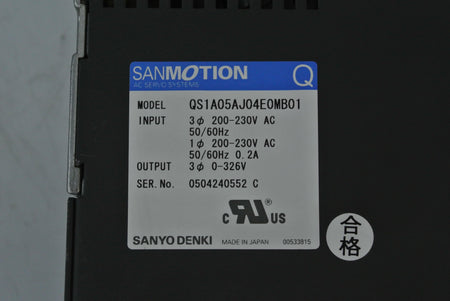 SANMOTION Q
AC SERVO SYSTEMS
MODEL QS1A05AJ04E0MB01
INPUT 3φ 200-230V AC
50/60Hz
1φ 200-230V AC
50/60Hz 0.2A
OUTPUT 3φ 0-326V
SER.No. 0504240552 C
c RU US
SANYO DENKI MADE IN JAPAN 00533815
合格